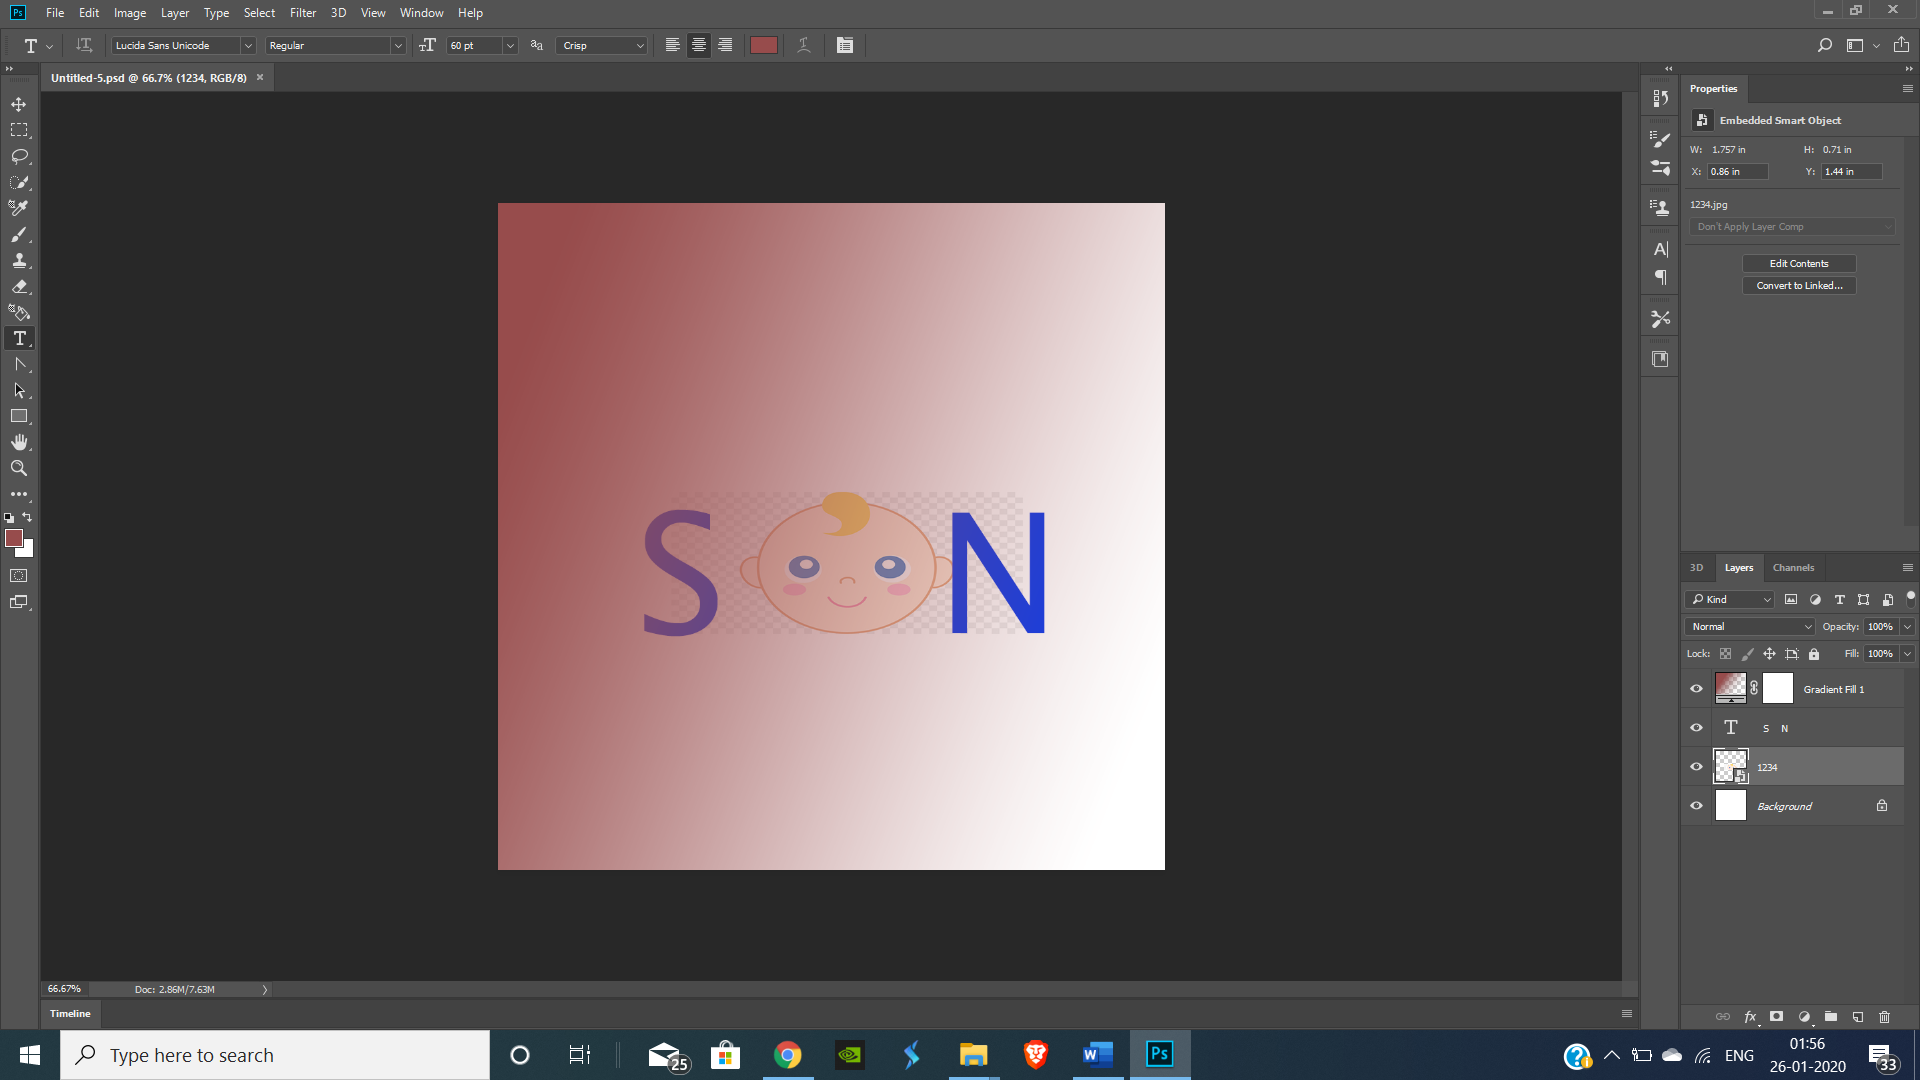 Ps File Edit Image Layer Type Select Filter 3D View Window Help
T Lucida Sans Unicode Regular 60 pt Crisp
Untitled-5.psd @ 66.7% (1234, RGB/8) ×
Properties
Embedded Smart Object
W: 1.757 in H: 0.71 in
X: 0.86 in Y: 1.44 in
1234.jpg
Don't Apply Layer Comp
Edit Contents
Convert to Linked...
S N
3D Layers Channels
Kind
Normal Opacity: 100%
Lock: Fill: 100%
Gradient Fill 1
T S N
1234
Background
66.67% Doc: 2.86M/7.63M
Timeline
fx
Type here to search
25
W
Ps
ENG
01:56
26-01-2020
33